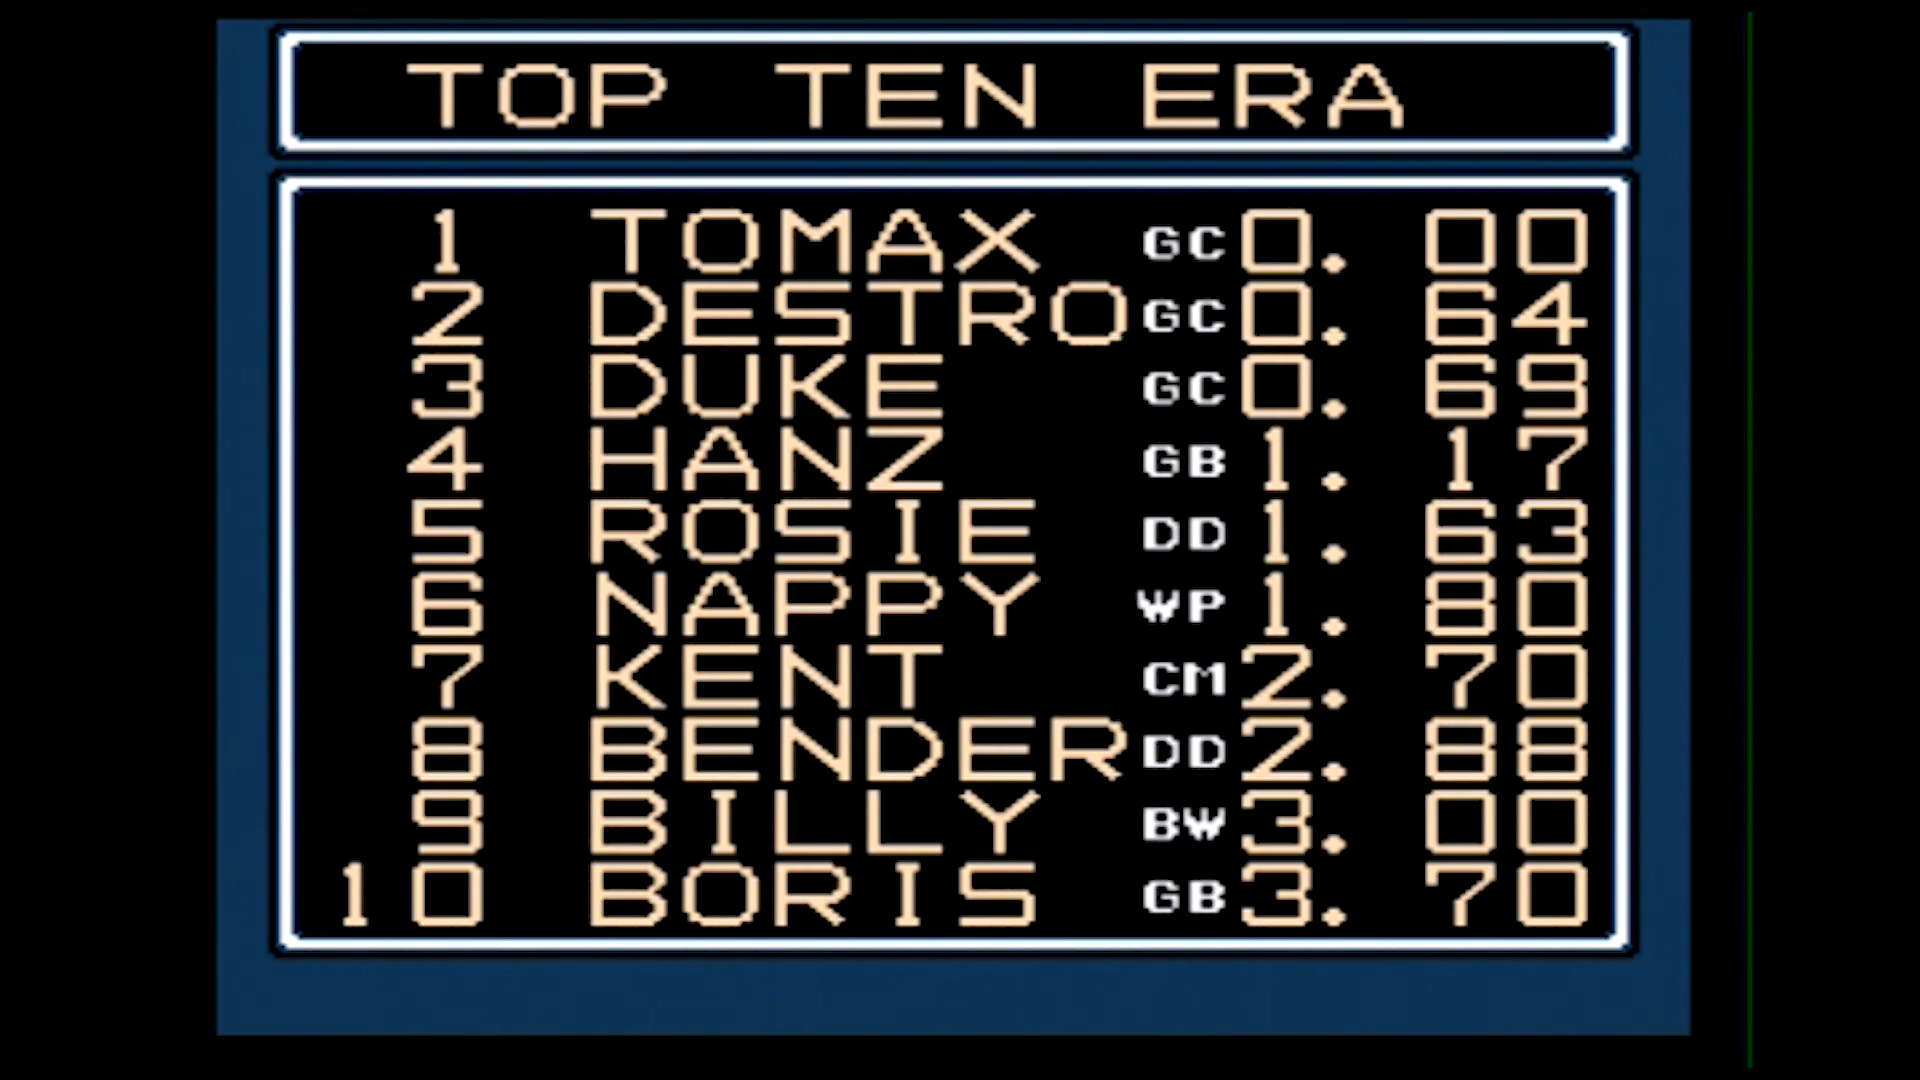 TOP TEN ERA
1 TOMAX GC 0.00
2 DESTRO GC 0.64
3 DUKE GC 0.69
4 HANZ GB 1.17
5 ROSIE DD 1.63
6 NAPPY WP 1.80
7 KENT CM 2.70
8 BENDER DD 2.88
9 BILLY BW 3.00
10 BORIS GB 3.70